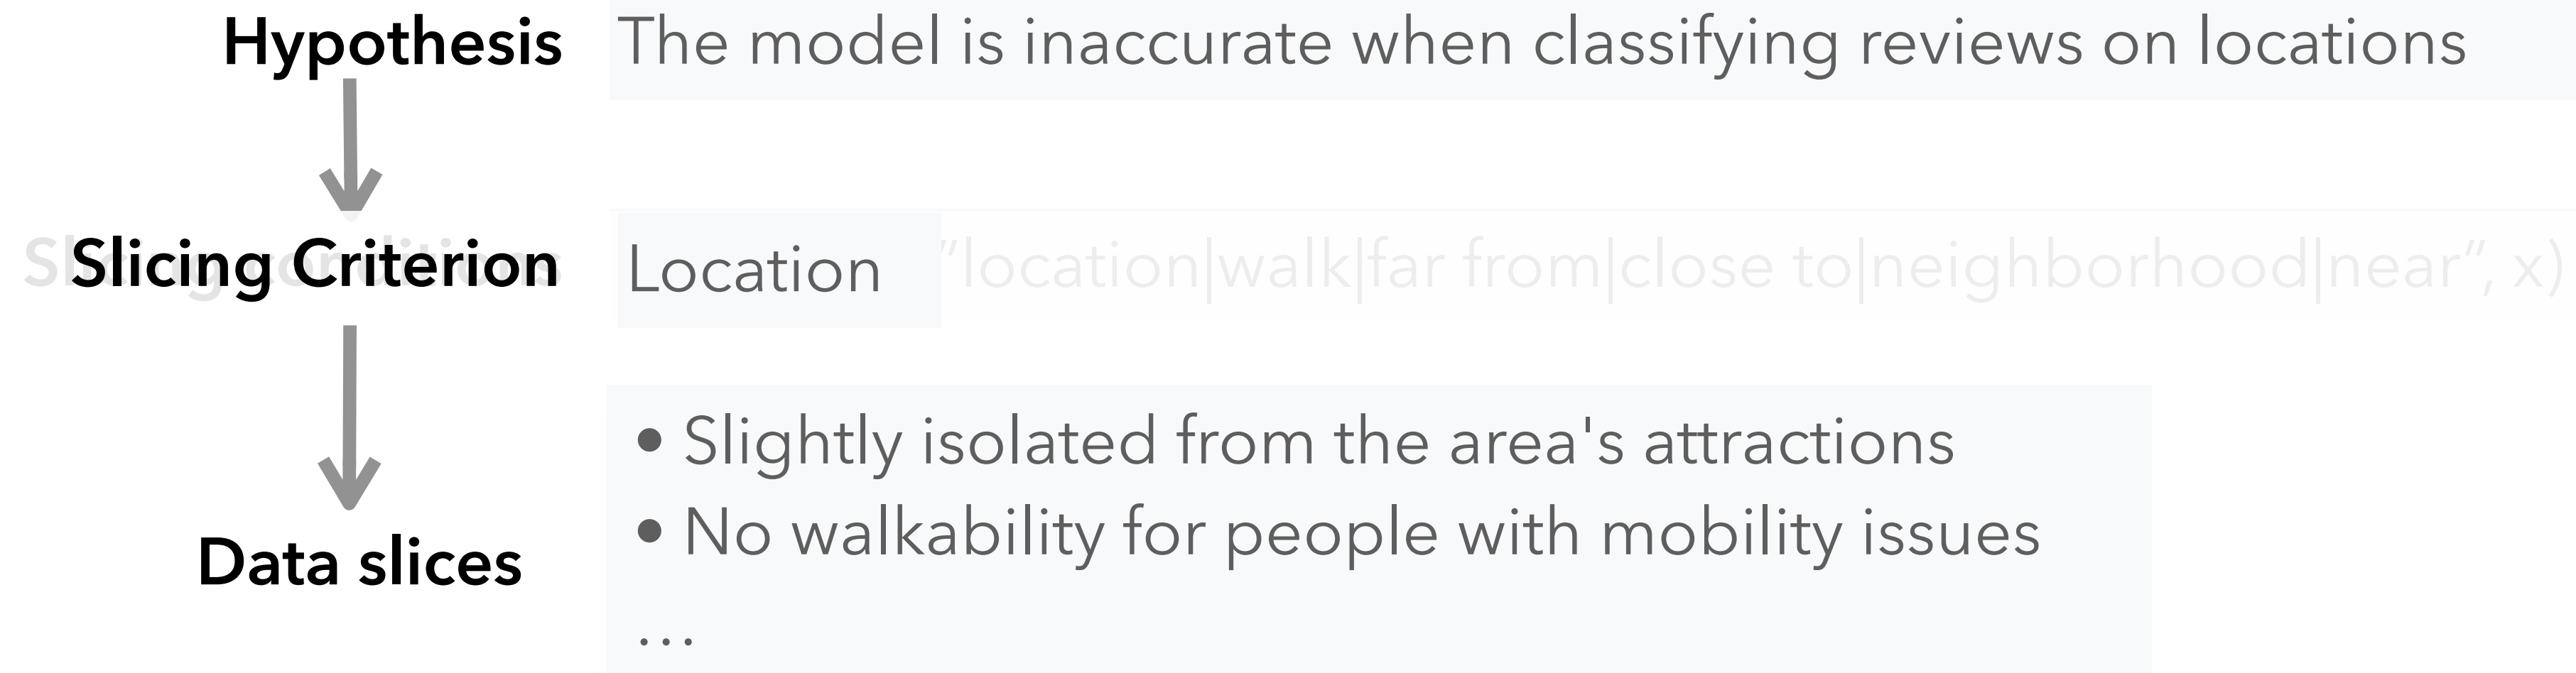 Hypothesis The model is inaccurate when classifying reviews on locations
Slicing Criterion Location "location|walk|far from|close to|neighborhood|near", x)
• Slightly isolated from the area's attractions
• No walkability for people with mobility issues
Data slices
...